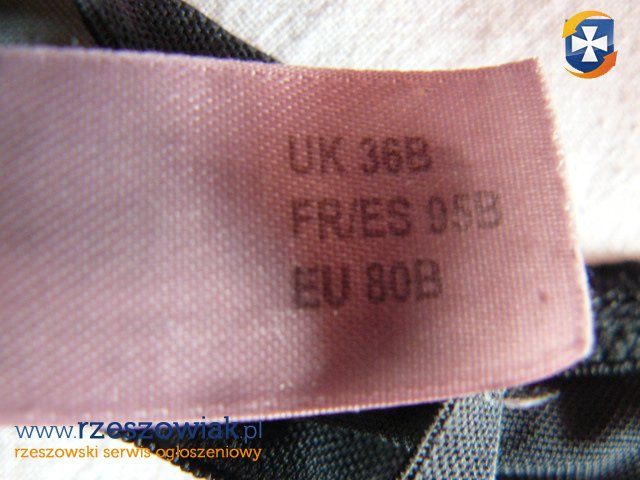 UK 36B
FR/ES 95B
EU 80B
www.rzeszowiak.pl
rzeszowski serwis ogłoszeniowy